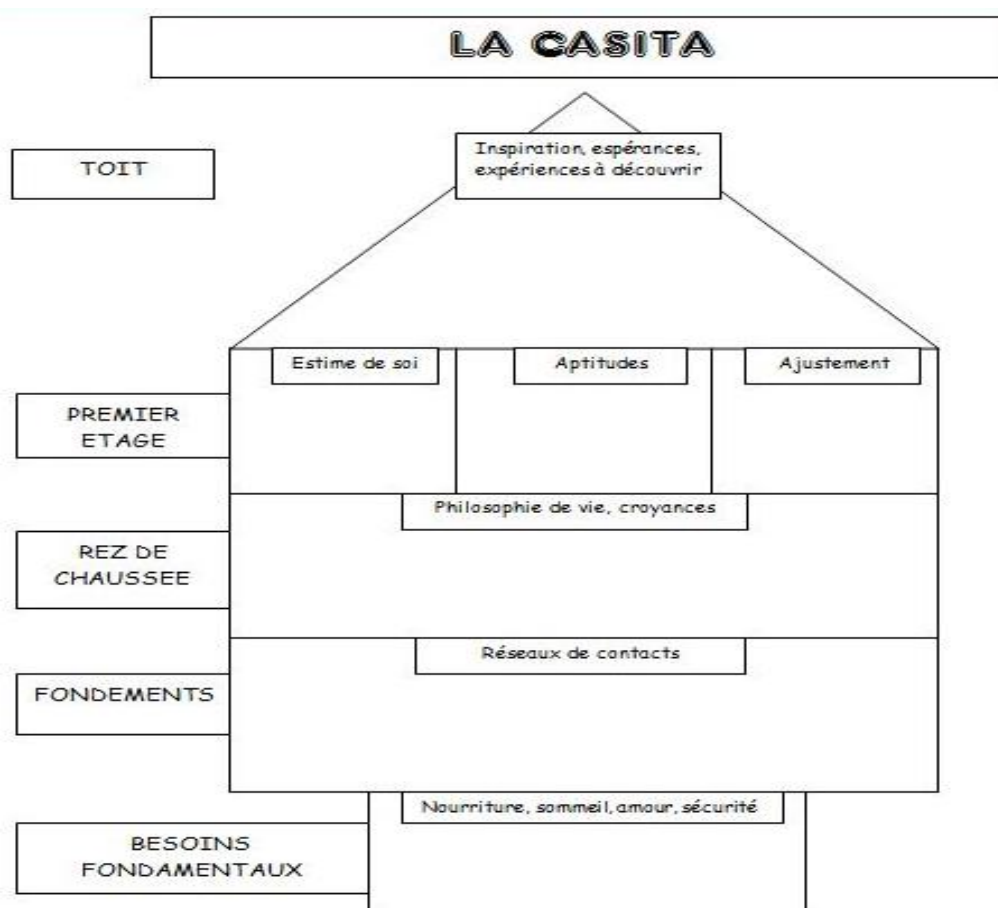 LA CASITA
TOIT
Inspiration, espérances,
expériences à découvrir
Estime de soi
Aptitudes
Ajustement
PREMIER
ETAGE
Philosophie de vie, croyances
REZ DE
CHAUSSEE
Réseaux de contacts
FONDEMENTS
Nourriture, sommeil, amour, sécurité
BESOINS
FONDAMENTAUX